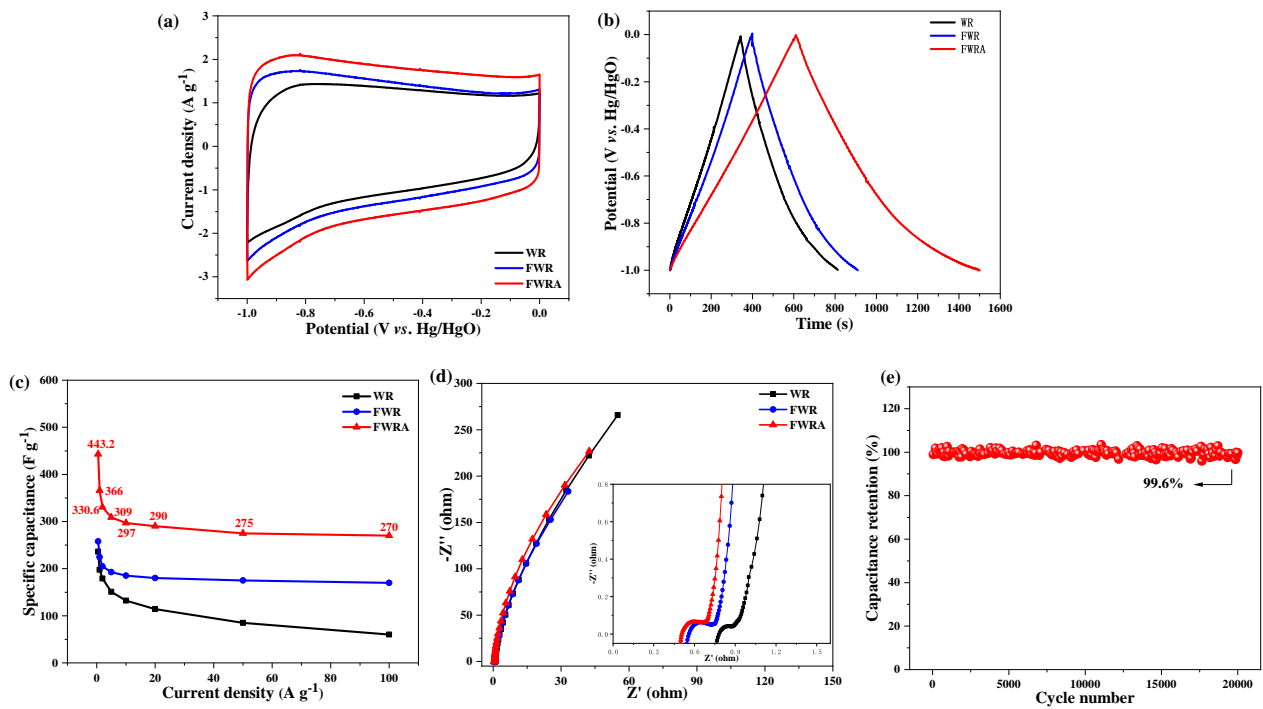 (a)
3
2
1
0
-1
-2
-3
Current density (A g-1)
WR
FWR
FWRA
-1.0 -0.8 -0.6 -0.4 -0.2 0.0
Potential (V vs. Hg/HgO)
(b)
0.0
-0.2
-0.4
-0.6
-0.8
-1.0
Potential (V vs. Hg/HgO)
WR
FWR
FWRA
0 200 400 600 800 1000 1200 1400 1600
Time (s)
(c)
600
500
400
300
200
100
0
Specific capacitance (F g-1)
WR
FWR
FWRA
443.2
366
330.6
309
297
290
275
270
0 20 40 60 80 100
Current density (A g-1)
(d)
300
250
200
150
100
50
0
-Z'' (ohm)
WR
FWR
FWRA
0.8
0.6
0.4
0.2
0.0
-Z'' (ohm)
0.0 0.3 0.6 0.9 1.2 1.5
Z' (ohm)
0 30 60 90 120 150
Z' (ohm)
(e)
120
100
80
60
40
20
0
Capacitance retention (%)
99.6%
0 5000 10000 15000 20000
Cycle number